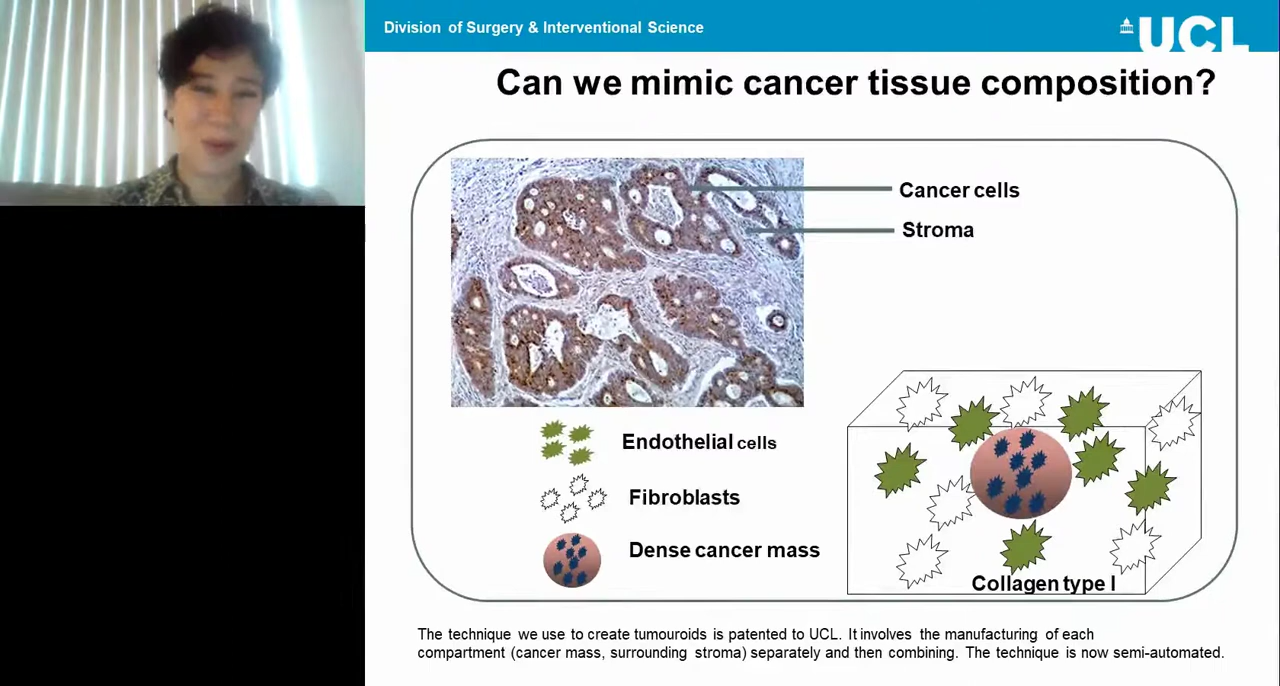 Division of Surgery & Interventional Science
UCL
Can we mimic cancer tissue composition?
Cancer cells
Stroma
Endothelial cells
Fibroblasts
Dense cancer mass
Collagen type I
The technique we use to create tumouroids is patented to UCL. It involves the manufacturing of each
compartment (cancer mass, surrounding stroma) separately and then combining. The technique is now semi-automated.